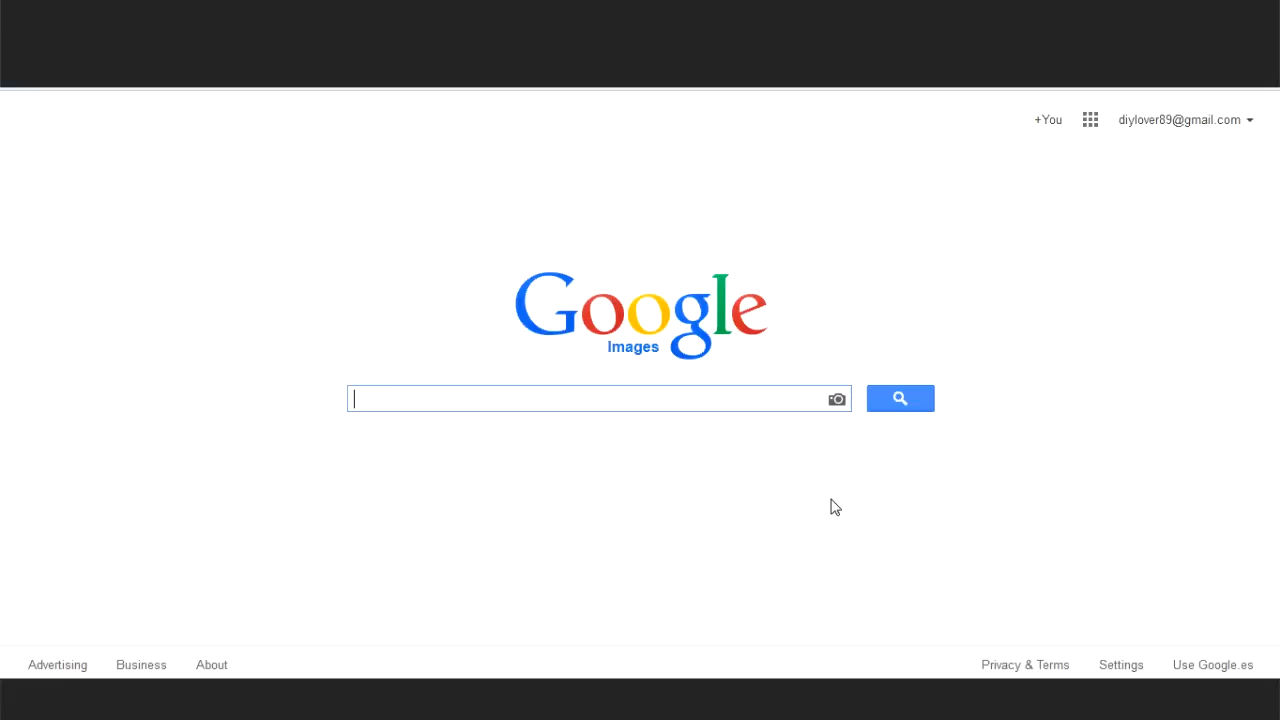 +You diylover89@gmail.com
Google
Images
Advertising Business About Privacy & Terms Settings Use Google.es